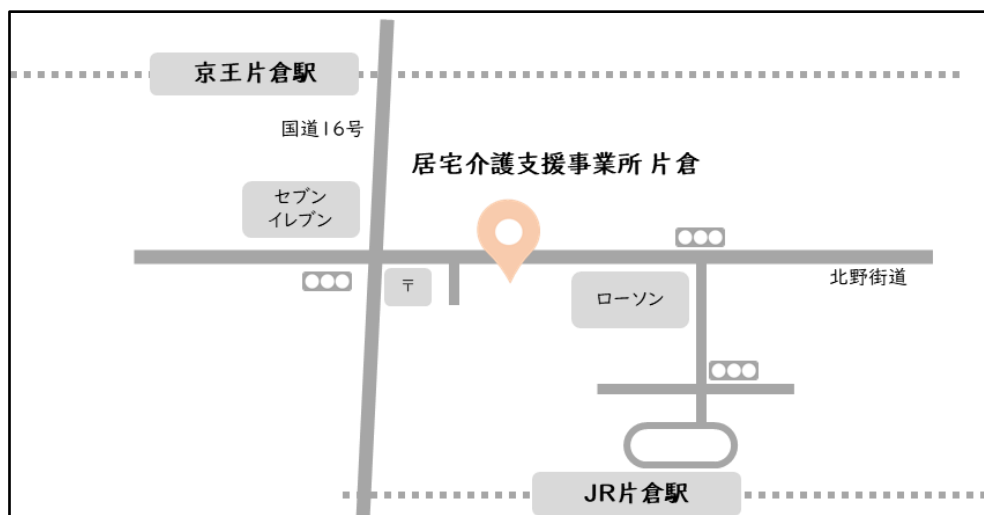 京王片倉駅
国道16号
居宅介護支援事業所 片倉
セブン
イレブン
〒
ローソン
北野街道
JR片倉駅